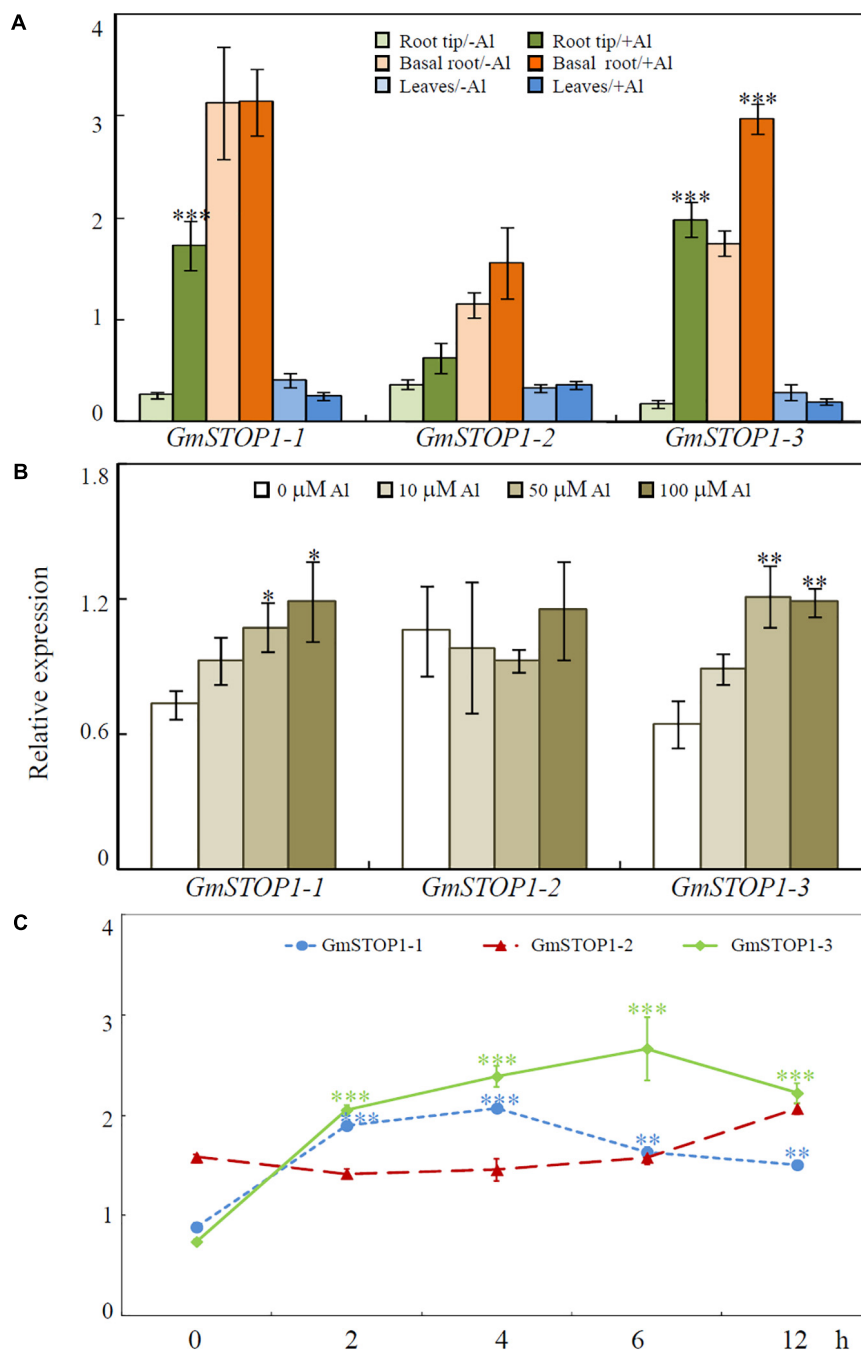 A
4
3
2
1
0
Root tip/-Al
Root tip/+Al
Basal root/-Al
Basal root/+Al
Leaves/-Al
Leaves/+Al
***
***
***
GmSTOP1-1
GmSTOP1-2
GmSTOP1-3
B
Relative expression
1.8
1.2
0.6
0
0 μM Al
10 μM Al
50 μM Al
100 μM Al
*
*
**
**
GmSTOP1-1
GmSTOP1-2
GmSTOP1-3
C
4
3
2
1
0
GmSTOP1-1
GmSTOP1-2
GmSTOP1-3
***
***
***
***
***
***
**
**
0 2 4 6 12 h